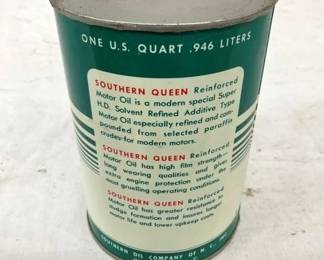 ONE U.S. QUART .946 LITERS
SOUTHERN QUEEN Reinforced
Motor Oil is a modern special Super
H.D. Solvent Refined Additive Type
Motor Oil especially refined and com-
pounded from selected paraffin
crudes for modern motors.
SOUTHERN QUEEN Reinforced
Motor Oil has high film strength—
long wearing qualities and gives
extra engine protection under the
most gruelling operating conditions.
SOUTHERN QUEEN Reinforced
Motor Oil has greater resistance to
sludge formation and insures longer
motor life and lower upkeep costs.
SOUTHERN OIL COMPANY OF N. C., INC.